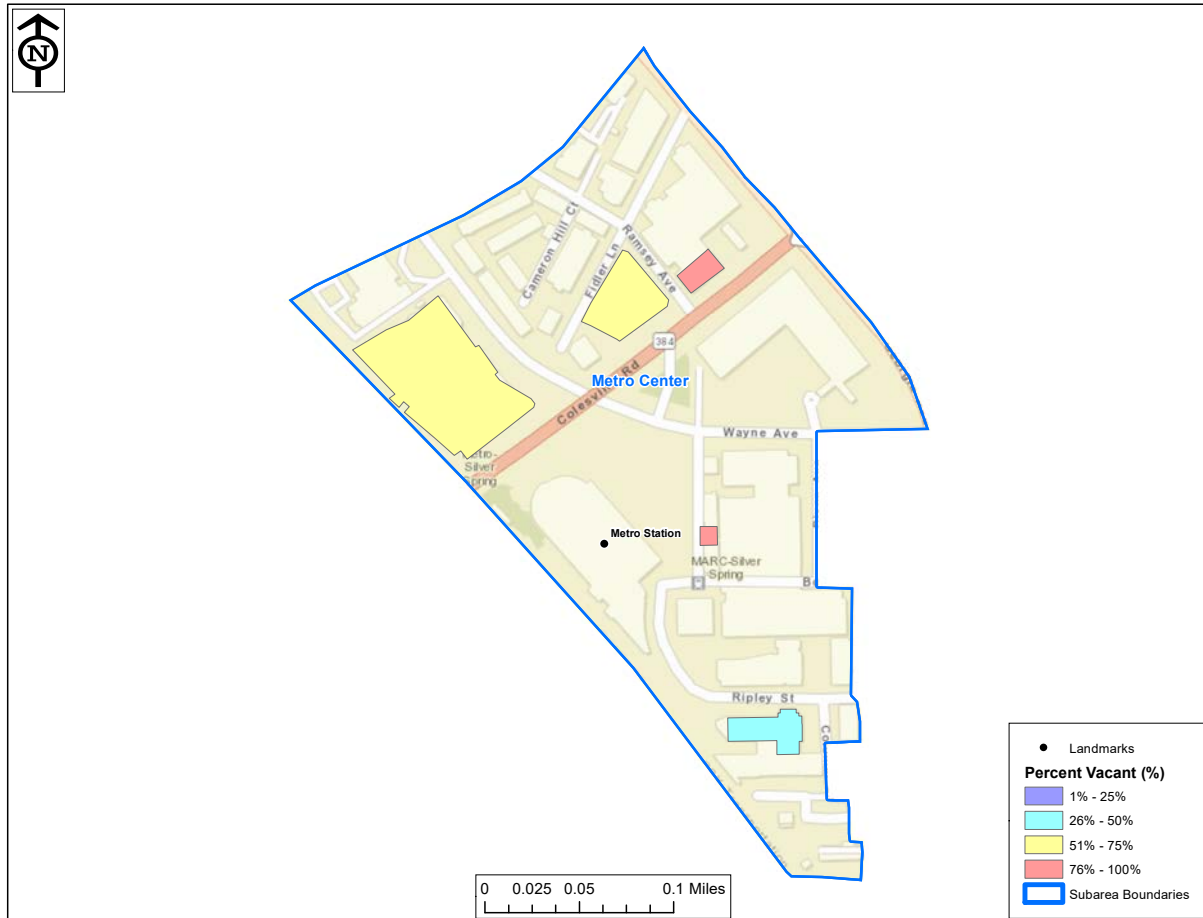 N
Cameron Hill Ct
Fidler Ln
Ramsey Ave
384
Metro Center
Colesville Rd
Wayne Ave
Silver
Spring
Metro Station
MARC-Silver
Spring
Ripley St
Landmarks
Percent Vacant (%)
1% - 25%
26% - 50%
51% - 75%
76% - 100%
Subarea Boundaries
0 0.025 0.05 0.1 Miles